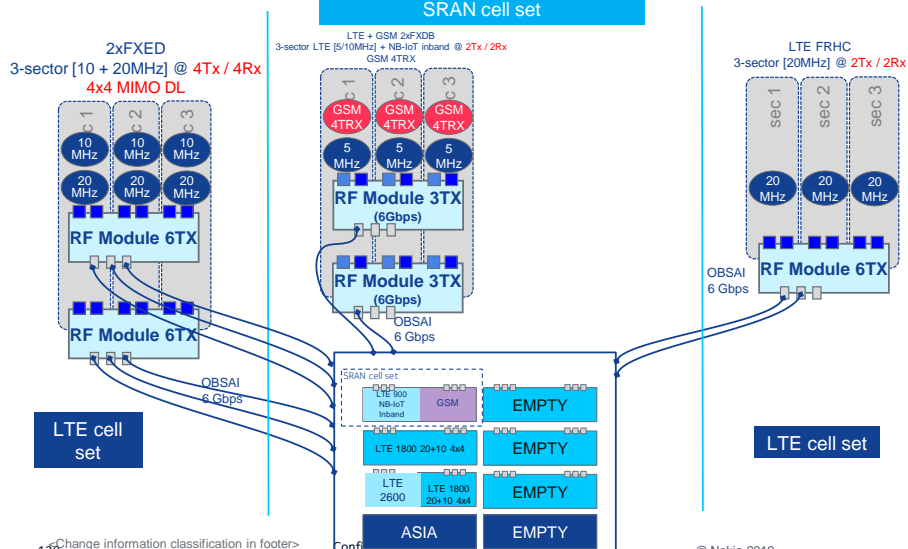 SRAN cell set
2xFXED
3-sector [10 + 20MHz] @ 4Tx / 4Rx
4x4 MIMO DL
c 1
c 2
c 3
10
MHz
10
MHz
10
MHz
20
MHz
20
MHz
20
MHz
RF Module 6TX
RF Module 6TX
OBSAI
6 Gbps
LTE cell
set
LTE + GSM 2xFXDB
3-sector LTE [5/10MHz] + NB-IoT inband @ 2Tx / 2Rx
GSM 4TRX
c 1
c 2
c 3
GSM
4TRX
GSM
4TRX
GSM
4TRX
5
MHz
5
MHz
5
MHz
RF Module 3TX
(6Gbps)
RF Module 3TX
(6Gbps)
OBSAI
6 Gbps
LTE FRHC
3-sector [20MHz] @ 2Tx / 2Rx
sec 1
sec 2
sec 3
20
MHz
20
MHz
20
MHz
RF Module 6TX
OBSAI
6 Gbps
LTE cell set
SRAN cell set
LTE 900
NB-IoT
Inband
GSM
EMPTY
LTE 1800 20+10 4x4
EMPTY
LTE
2600
LTE 1800
20+10 4x4
EMPTY
ASIA
EMPTY
<Change information classification in footer>